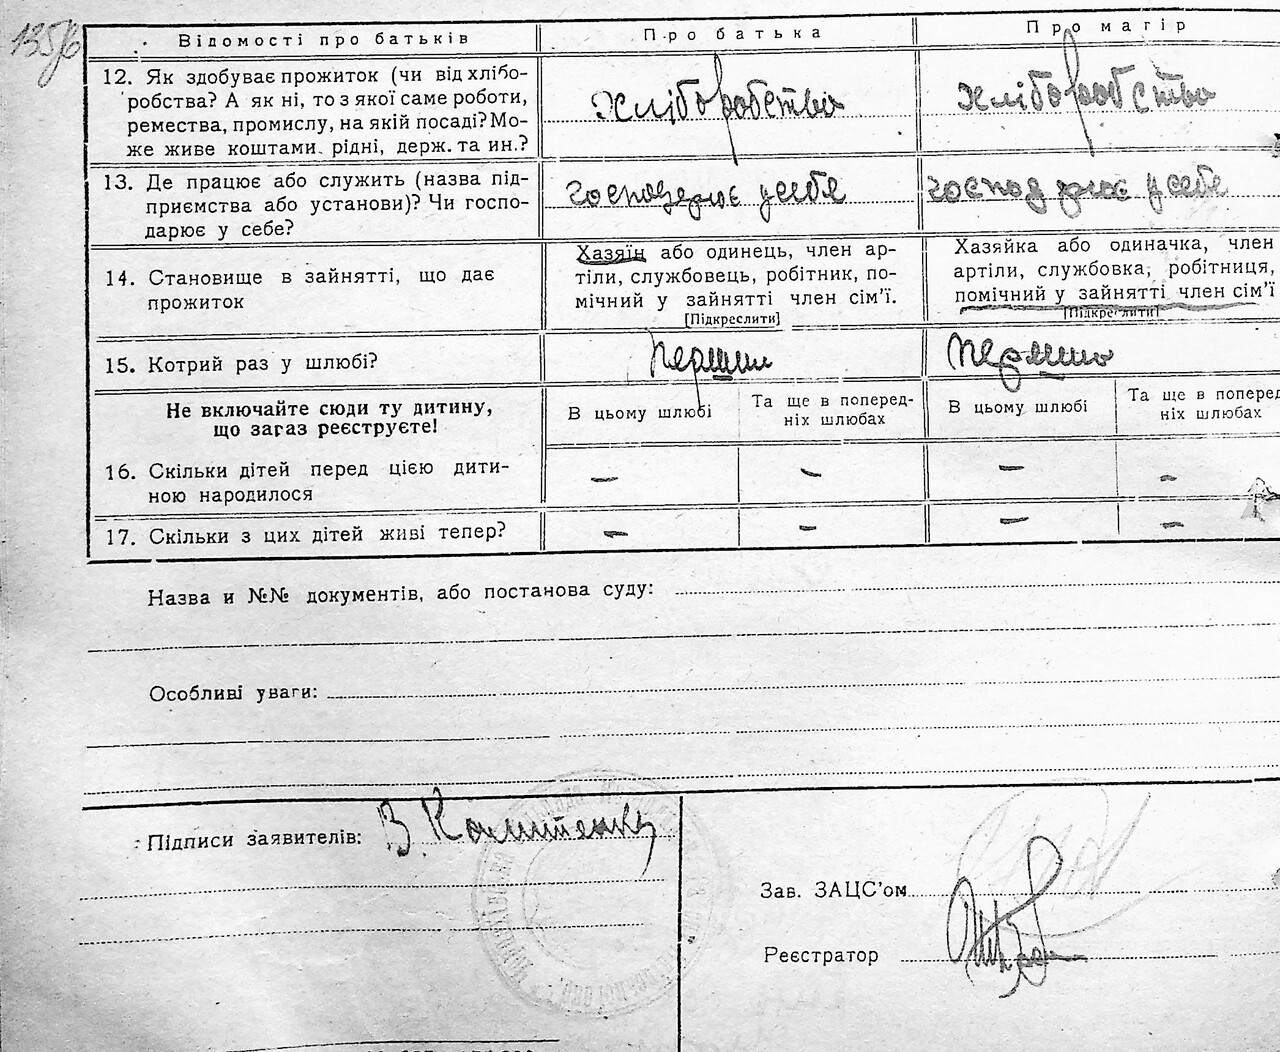 135/6
Відомості про батьків
Про батька
Про матір
12. Як здобуває прожиток (чи від хлібо-
робства? А як ні, то з якої саме роботи,
ремества, промислу, на якій посаді? Мо-
же живе коштами рідні, держ. та ин.?
хліборобство
хліборобство
13. Де працює або служить (назва під-
приємства або установи)? Чи госпо-
дарює у себе?
господарює у себе
господарює у себе
14. Становище в зайнятті, що дає
прожиток
Хазяїн або одинець, член ар-
тіли, службовець, робітник, по-
мічний у зайнятті член сім’ї.
[Підкреслити]
Хазяйка або одиначка, член
артіли, службовка, робітниця,
помічний у зайнятті член сім’ї
[Підкреслити]
15. Котрий раз у шлюбі?
Перший
Не включайте сюди ту дитину,
що зараз реєструєте!
В цьому шлюбі
Та ще в поперед-
ніх шлюбах
В цьому шлюбі
Та ще в поперед
ніх шлюбах
16. Скільки дітей перед цією дити-
ною народилося
— — — —
17. Скільки з цих дітей живі тепер?
— — — —
Назва и №№ документів, або постанова суду:
Особливі уваги:
Підписи заявителів: В.
Зав. ЗАЦС’ом
Реєстратор